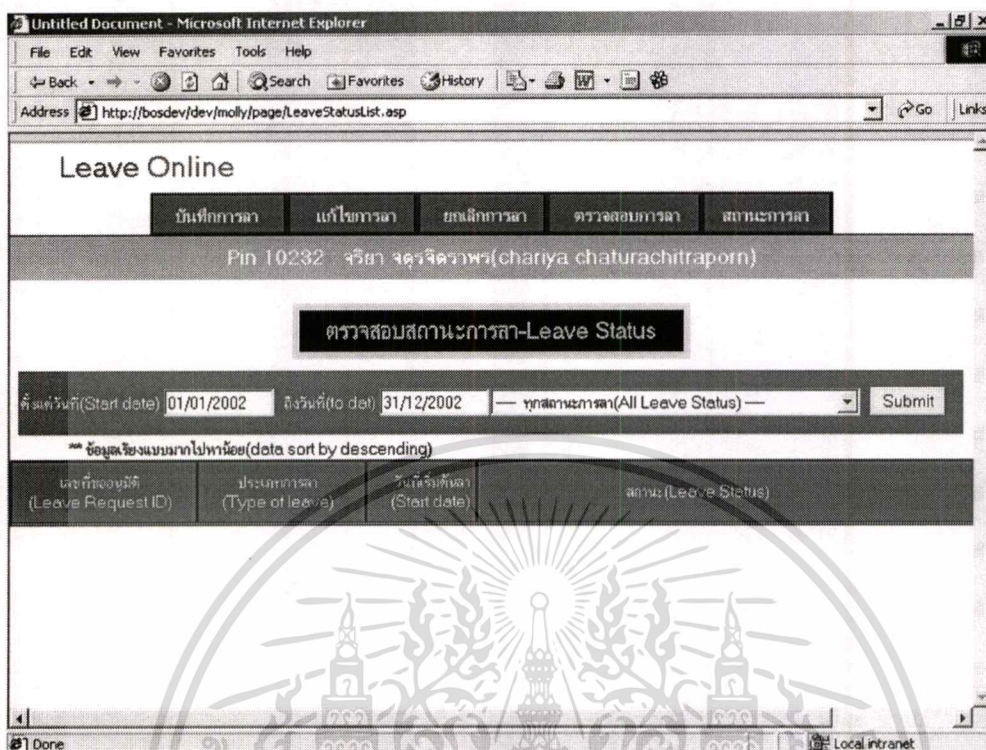 Untitled Document - Microsoft Internet Explorer
File Edit View Favorites Tools Help
Back Search Favorites History
Address http://bosdev/dev/molly/page/LeaveStatusList.asp Go Links
Leave Online
บันทึกการลา แก้ไขการลา ยกเลิกการลา ตรวจสอบการลา สถานะการลา
Pin 10232 จริยา จตุรจิตราพร(chariya chaturachitraporn)
ตรวจสอบสถานะการลา-Leave Status
ตั้งแต่วันที่(Start date) 01/01/2002 ถึงวันที่(to dat) 31/12/2002 --- ทุกสถานะการลา(All Leave Status) --- Submit
** ข้อมูลเรียงแบบมากไปหาน้อย(data sort by descending)
เลขที่ขออนุมัติ ประเภทการลา วันที่เริ่มต้นลา สถานะ(Leave Status)
(Leave Request ID) (Type of leave) (Start date)
Done Local intranet